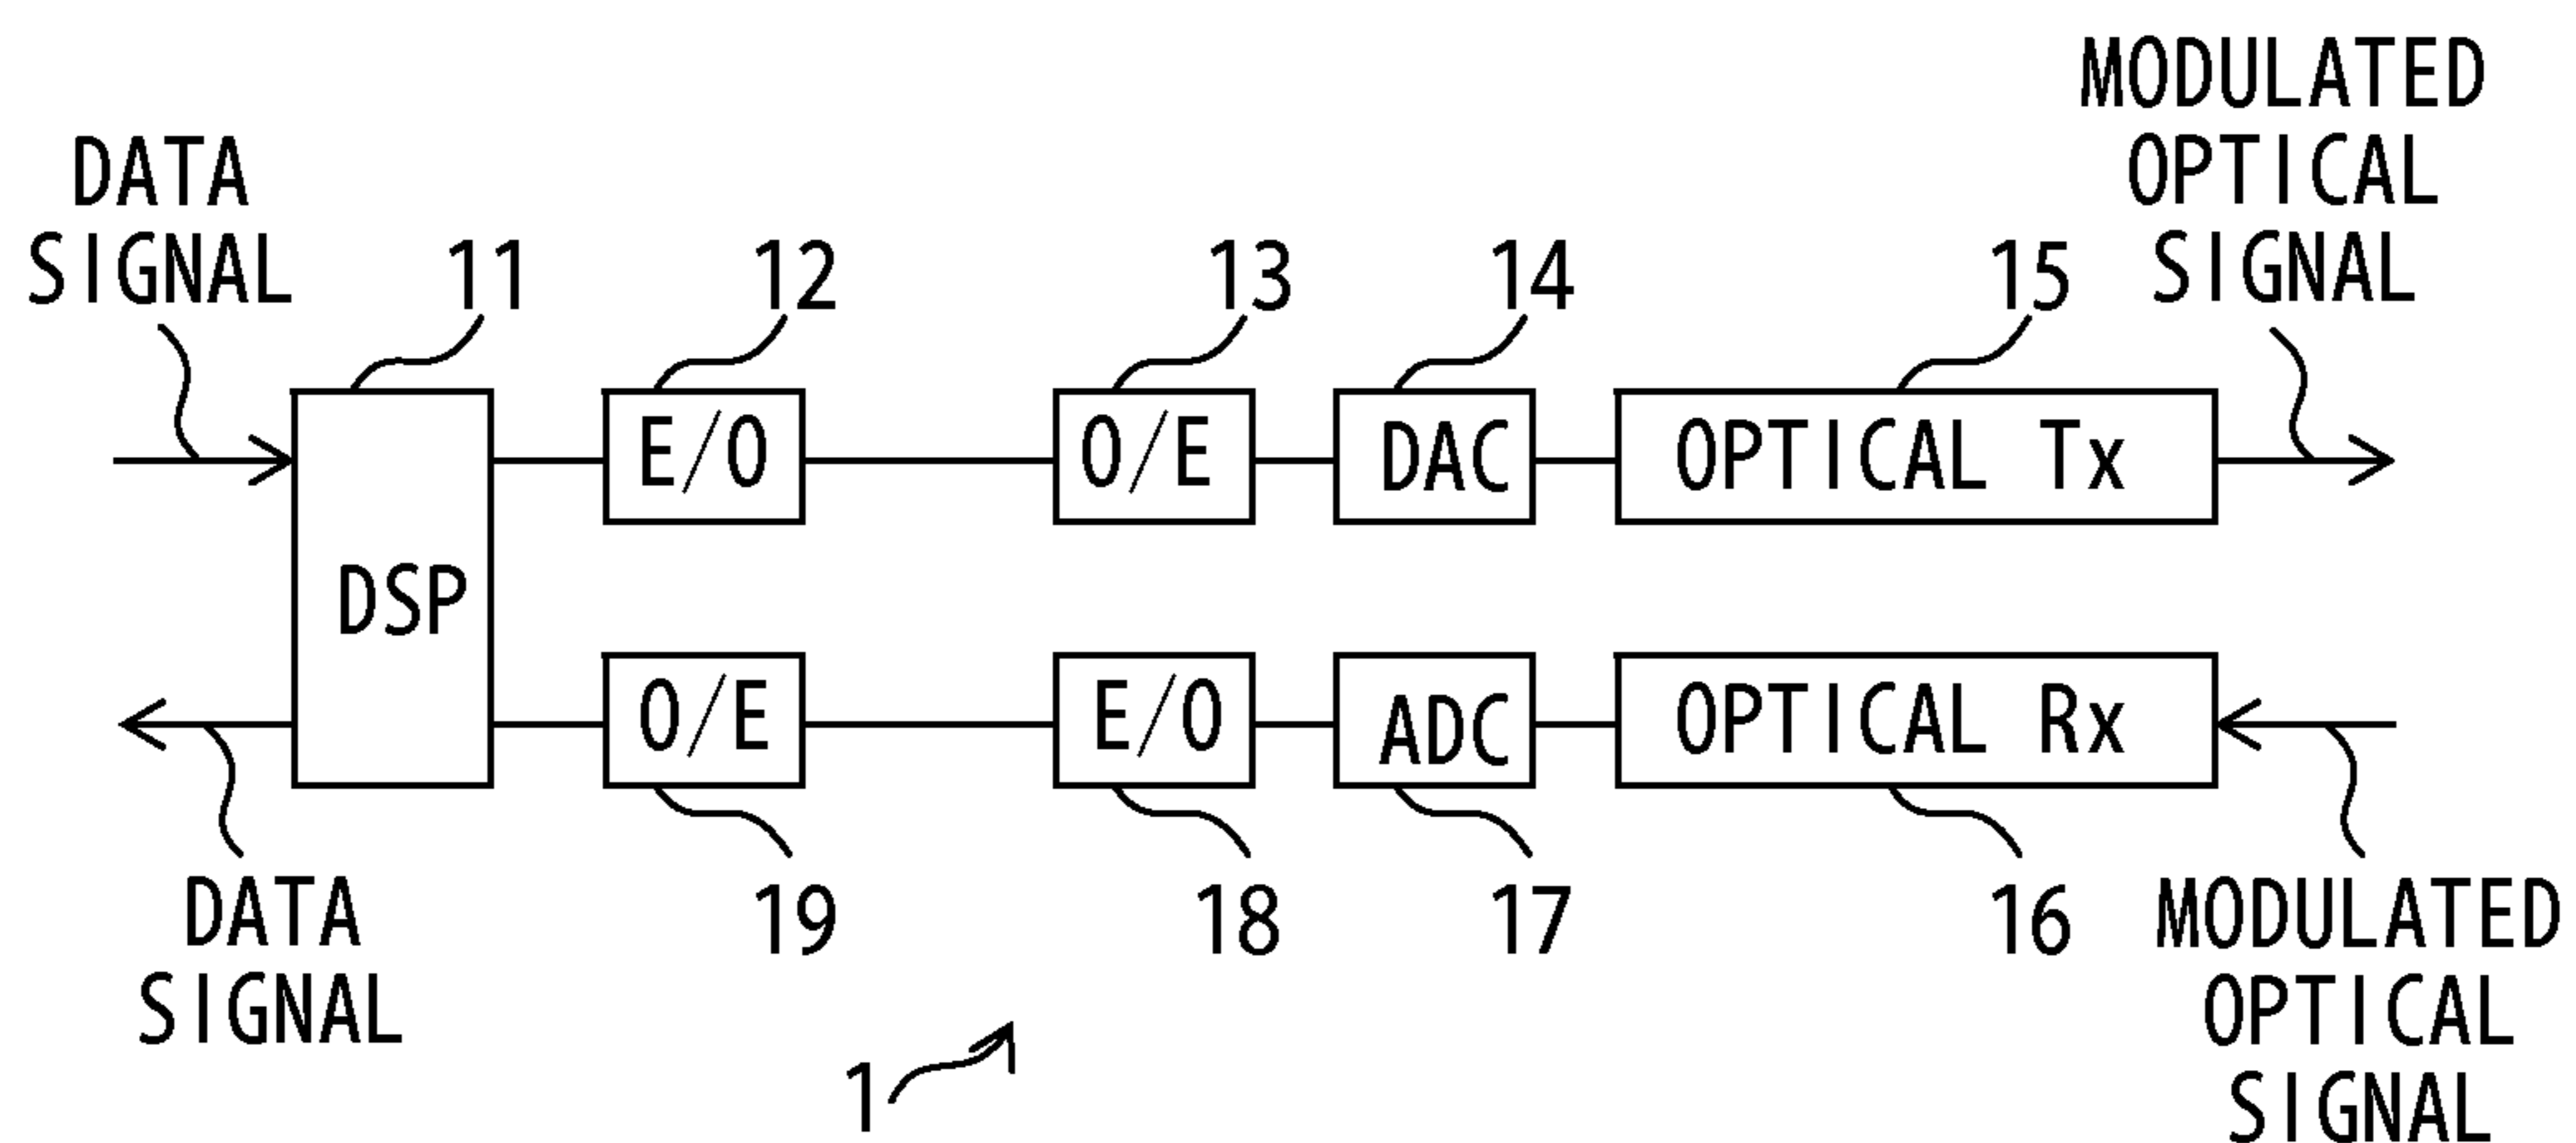 MODULATED
OPTICAL
SIGNAL
DATA
SIGNAL
11
12
13
14
15
E/O
O/E
DAC
OPTICAL Tx
DSP
O/E
E/O
ADC
OPTICAL Rx
19
18
17
16
DATA
SIGNAL
MODULATED
OPTICAL
SIGNAL
1